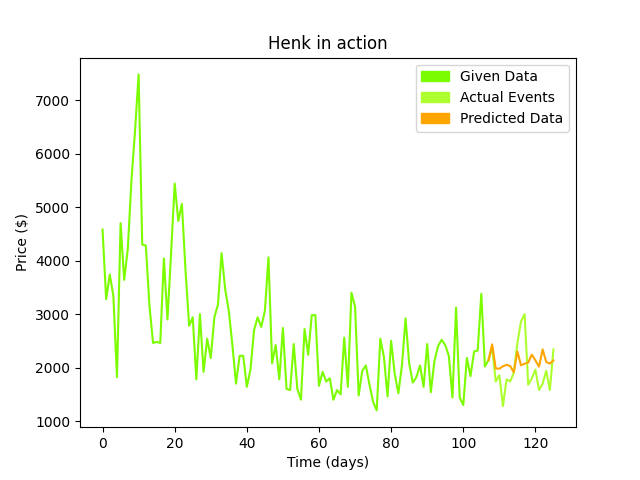 Henk in action
Given Data
Actual Events
Predicted Data
Price ($)
7000
6000
5000
4000
3000
2000
1000
0 20 40 60 80 100 120
Time (days)